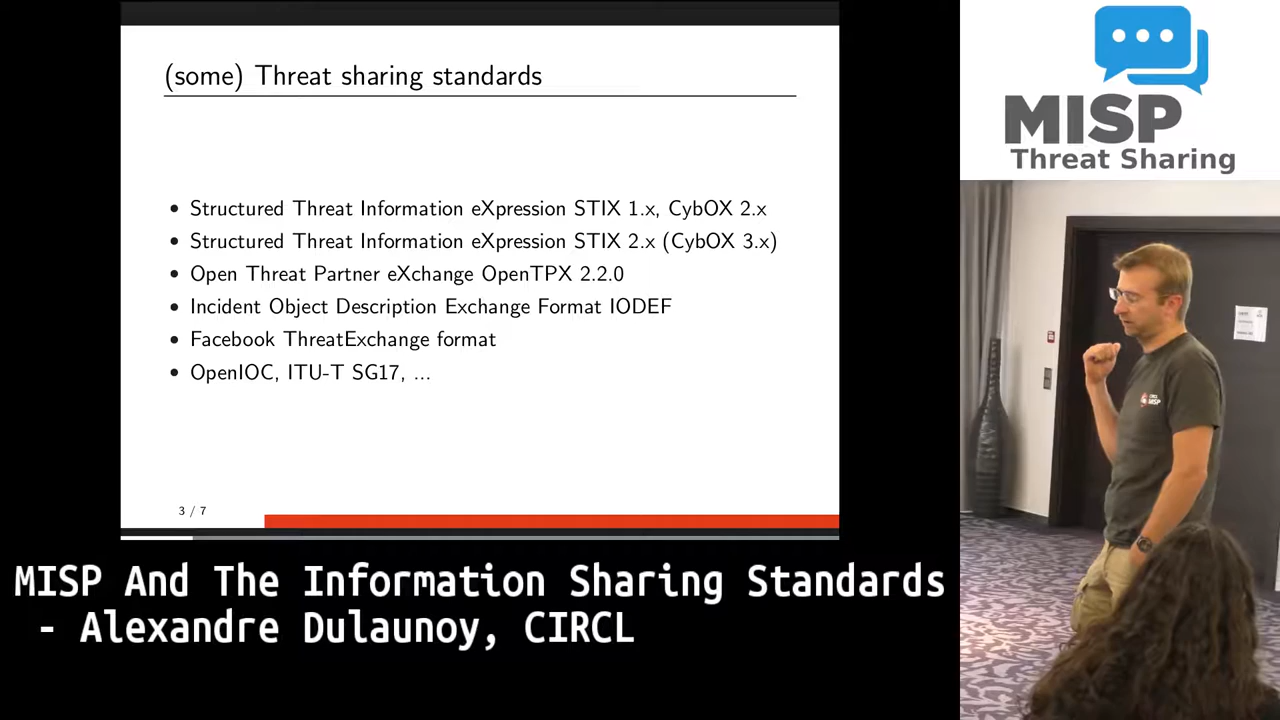 (some) Threat sharing standards
• Structured Threat Information eXpression STIX 1.x, CybOX 2.x
• Structured Threat Information eXpression STIX 2.x (CybOX 3.x)
• Open Threat Partner eXchange OpenTPX 2.2.0
• Incident Object Description Exchange Format IODEF
• Facebook ThreatExchange format
• OpenIOC, ITU-T SG17, ...
3 / 7
MISP And The Information Sharing Standards
- Alexandre Dulaunoy, CIRCL
MISP
Threat Sharing
CIRCL
MISP